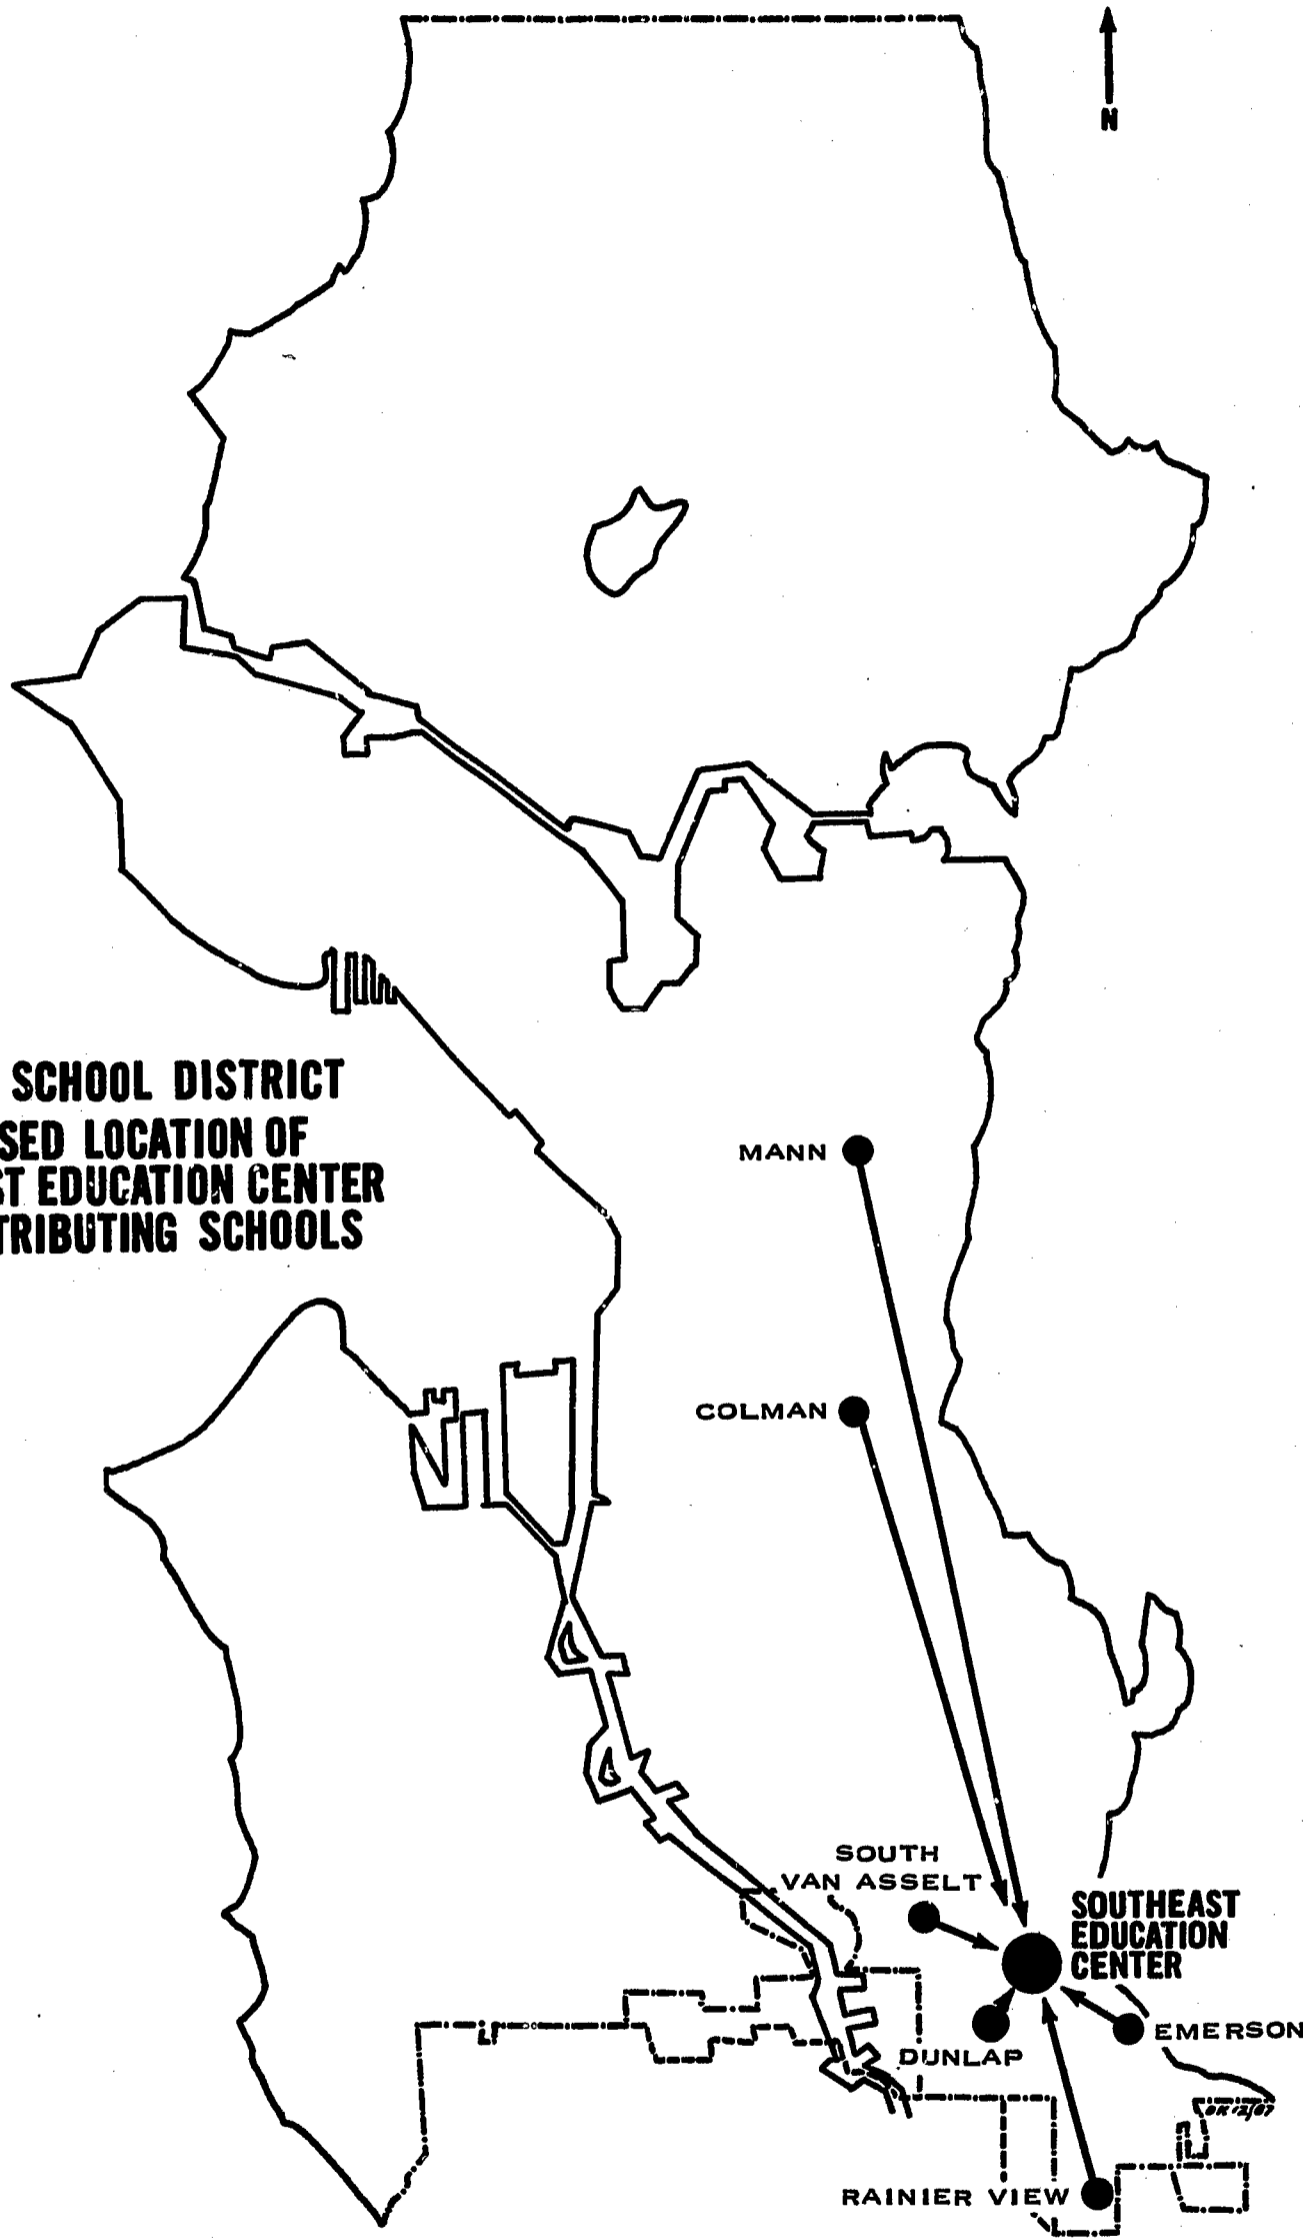 N
SCHOOL DISTRICT
SED LOCATION OF
ST EDUCATION CENTER
TRIBUTING SCHOOLS
MANN
COLMAN
SOUTH
VAN ASSELT
SOUTHEAST
EDUCATION
CENTER
EMERSON
DUNLAP
RAINIER VIEW